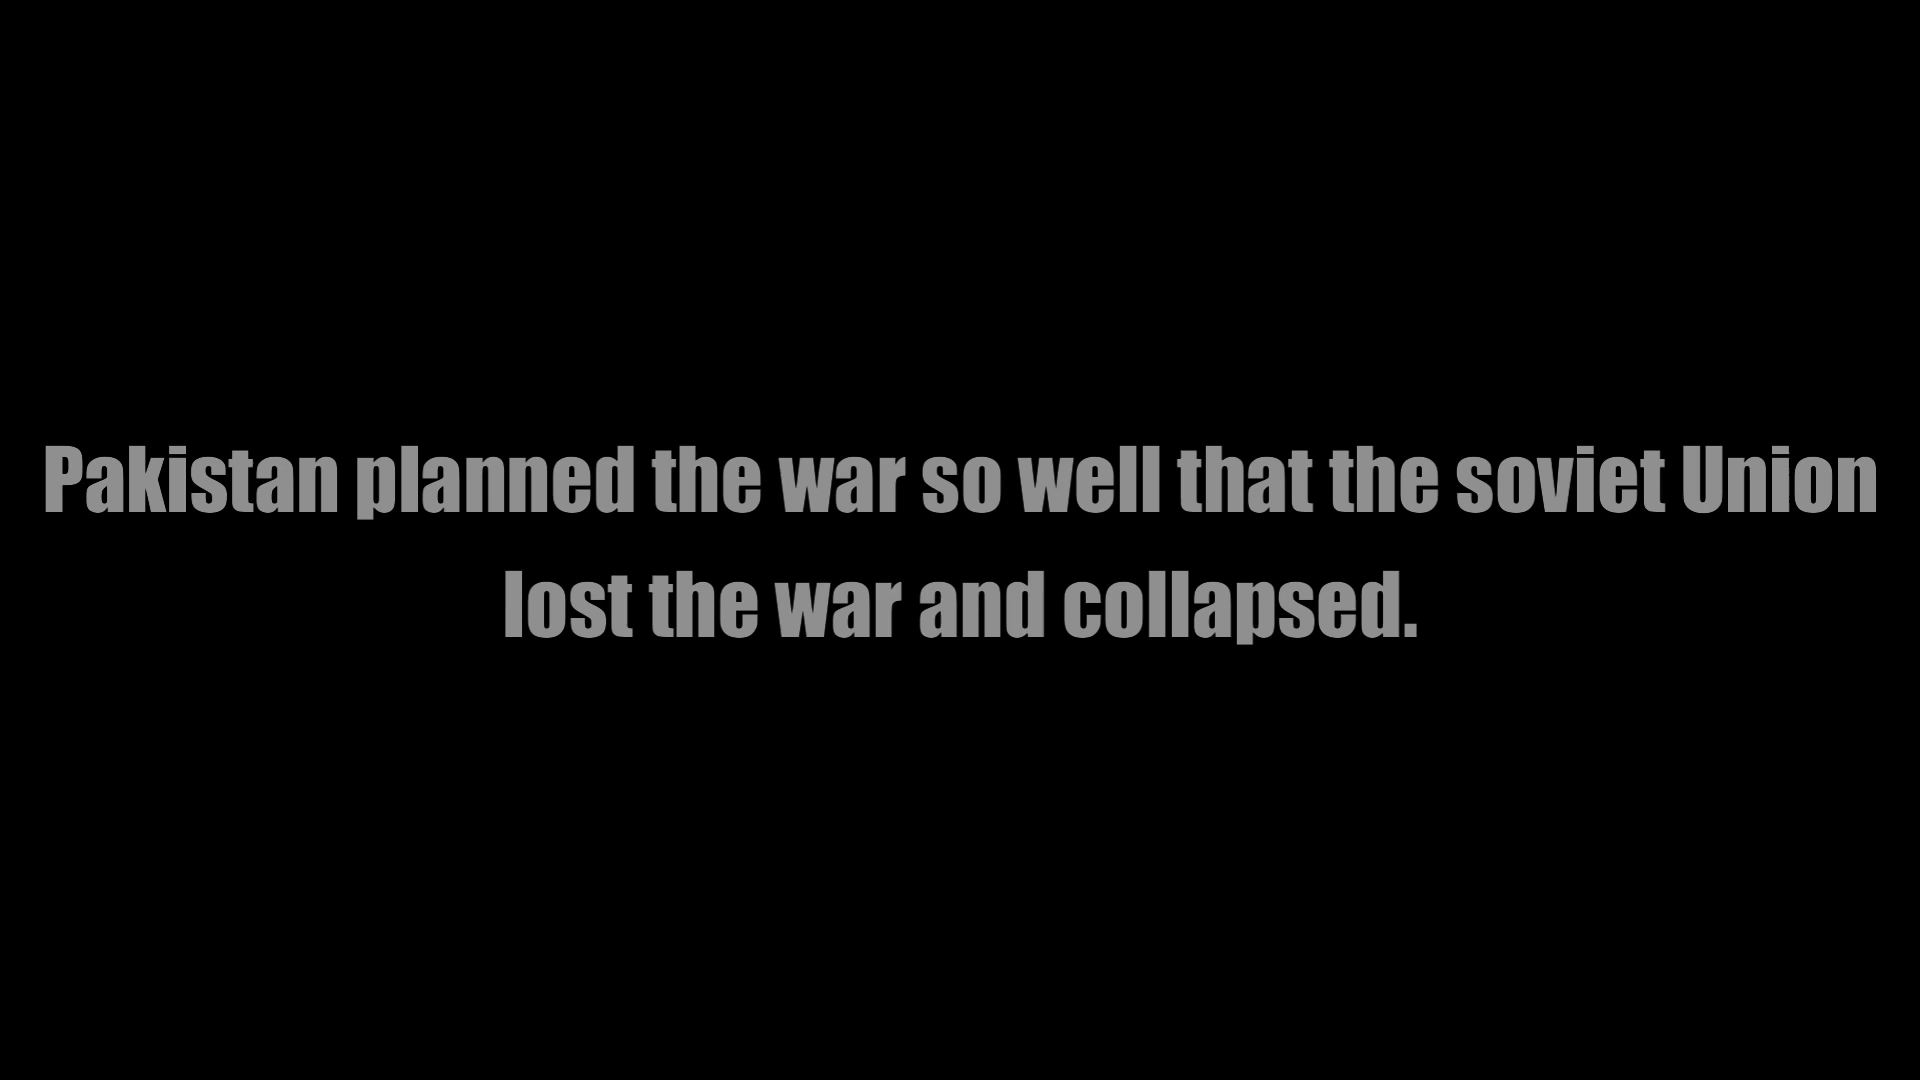 Pakistan planned the war so well that the soviet Union
lost the war and collapsed.